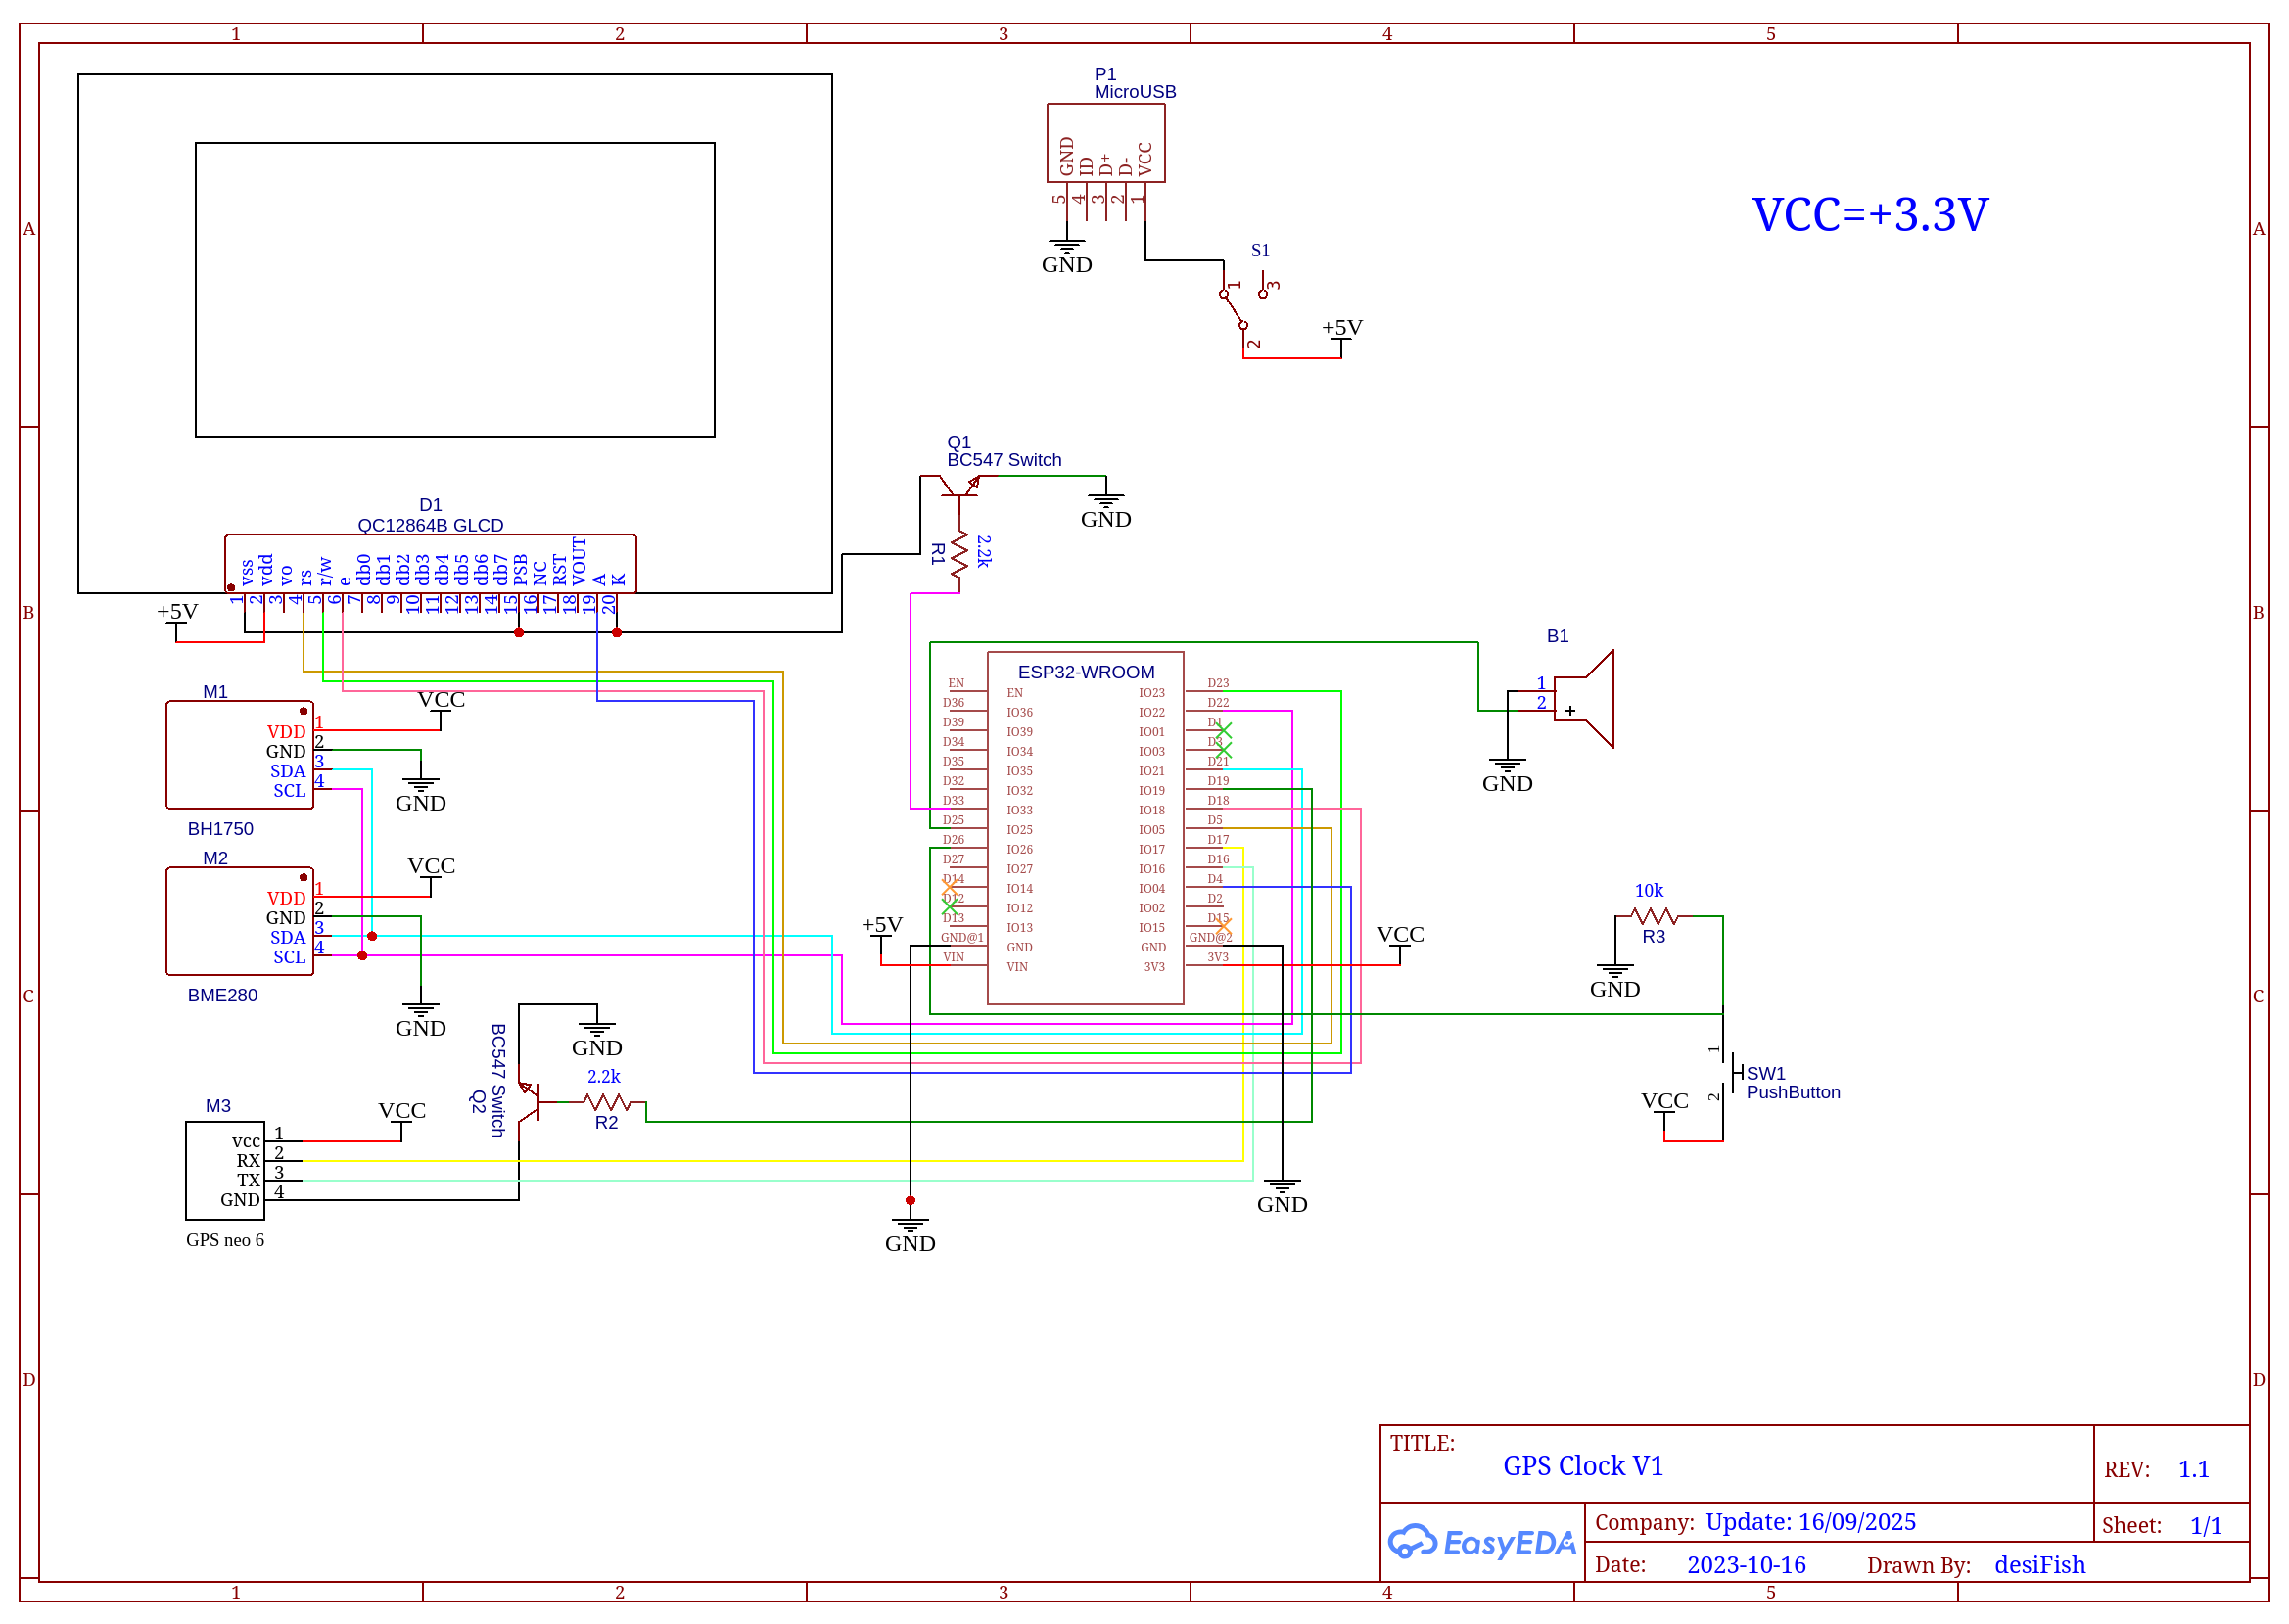 1 2 3 4 5
A
B
C
D
A
B
C
D
P1
MicroUSB
GND
ID
D+
D-
VCC
5
4
3
2
1
GND
S1
1
3
2
+5V
VCC=+3.3V
Q1
BC547 Switch
GND
R1
2.2k
D1
QC12864B GLCD
vss
vdd
vo
rs
r/w
e
db0
db1
db2
db3
db4
db5
db6
db7
PSB
NC
RST
VOUT
A
K
1
2
3
4
5
6
7
8
9
10
11
12
13
14
15
16
17
18
19
20
+5V
M1
VDD 1
GND 2
SDA 3
SCL 4
BH1750
VCC
GND
M2
VDD 1
GND 2
SDA 3
SCL 4
BME280
VCC
GND
ESP32-WROOM
EN EN IO23 D23
D36 IO36 IO22 D22
D39 IO39 IO01 D1
D34 IO34 IO03 D3
D35 IO35 IO21 D21
D32 IO32 IO19 D19
D33 IO33 IO18 D18
D25 IO25 IO05 D5
D26 IO26 IO17 D17
D27 IO27 IO16 D16
D14 IO14 IO04 D4
D12 IO12 IO02 D2
D13 IO13 IO15 D15
GND@1 GND GND GND@2
VIN VIN 3V3 3V3
+5V
VCC
GND
GND
B1
1
2
+
GND
10k
R3
GND
1
2
SW1
PushButton
VCC
GND
BC547 Switch
Q2
2.2k
R2
M3
vcc 1
RX 2
TX 3
GND 4
GPS neo 6
VCC
TITLE:
GPS Clock V1
REV: 1.1
EasyEDA
Company: Update: 16/09/2025
Sheet: 1/1
Date: 2023-10-16 Drawn By: desiFish
1 2 3 4 5